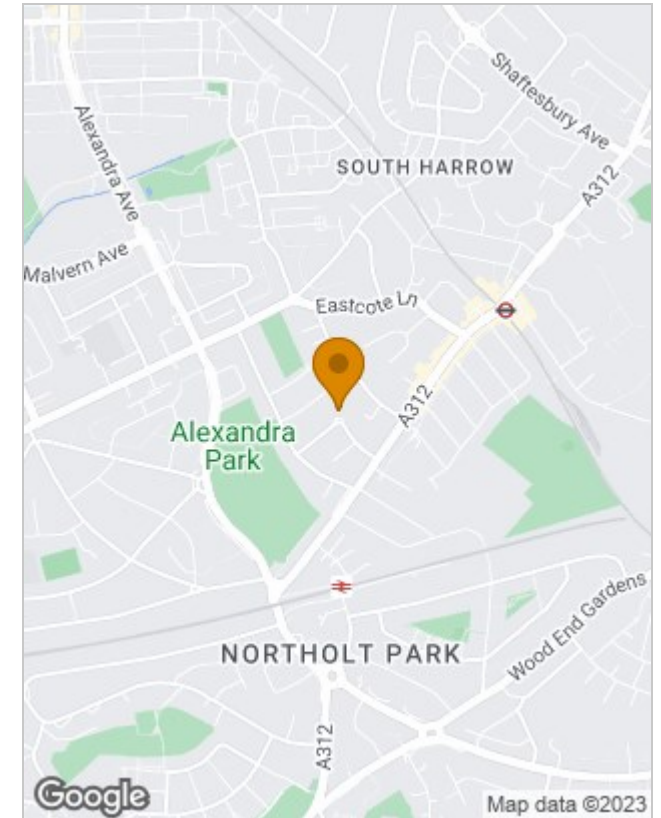 Shaftesbury Ave
Alexandra Ave
SOUTH HARROW
A312
Malvern Ave
Eastcote Ln
A312
Alexandra
Park
Wood End Gardens
NORTHOLT PARK
A312
Google
Map data ©2023